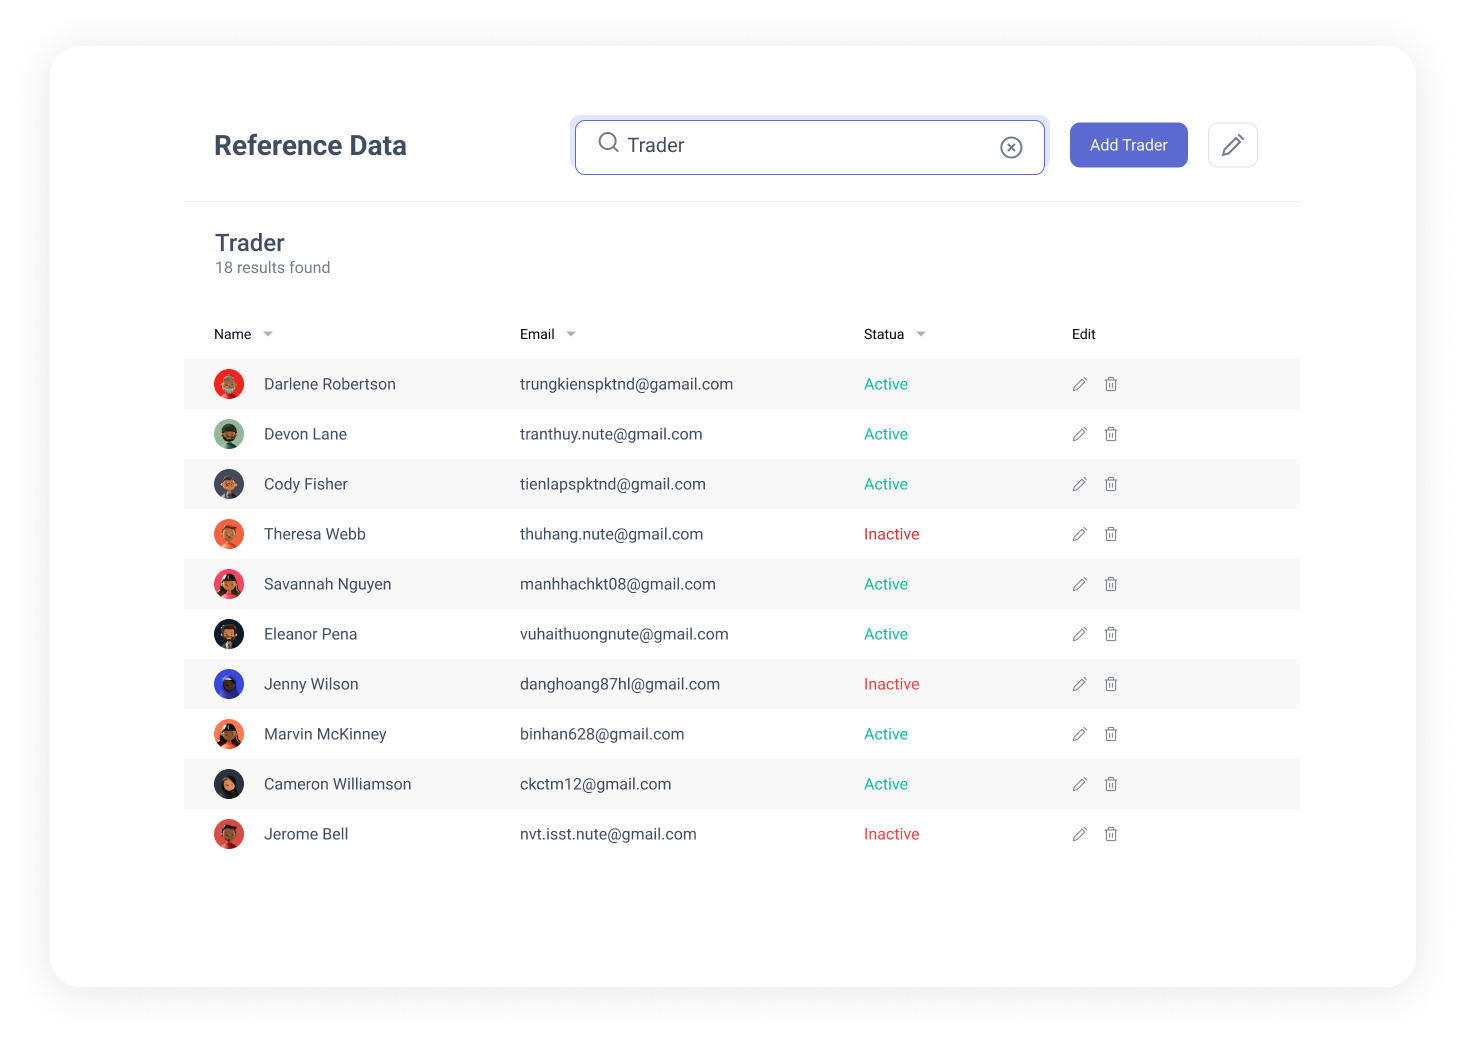 Reference Data
Trader
Add Trader
Trader
18 results found
Name Email Statua Edit
Darlene Robertson trungkienspktnd@gamail.com Active
Devon Lane tranthuy.nute@gmail.com Active
Cody Fisher tienlapspktnd@gmail.com Active
Theresa Webb thuhang.nute@gmail.com Inactive
Savannah Nguyen manhhachkt08@gmail.com Active
Eleanor Pena vuhaithuongnute@gmail.com Active
Jenny Wilson danghoang87hl@gmail.com Inactive
Marvin McKinney binhan628@gmail.com Active
Cameron Williamson ckctm12@gmail.com Active
Jerome Bell nvt.isst.nute@gmail.com Inactive